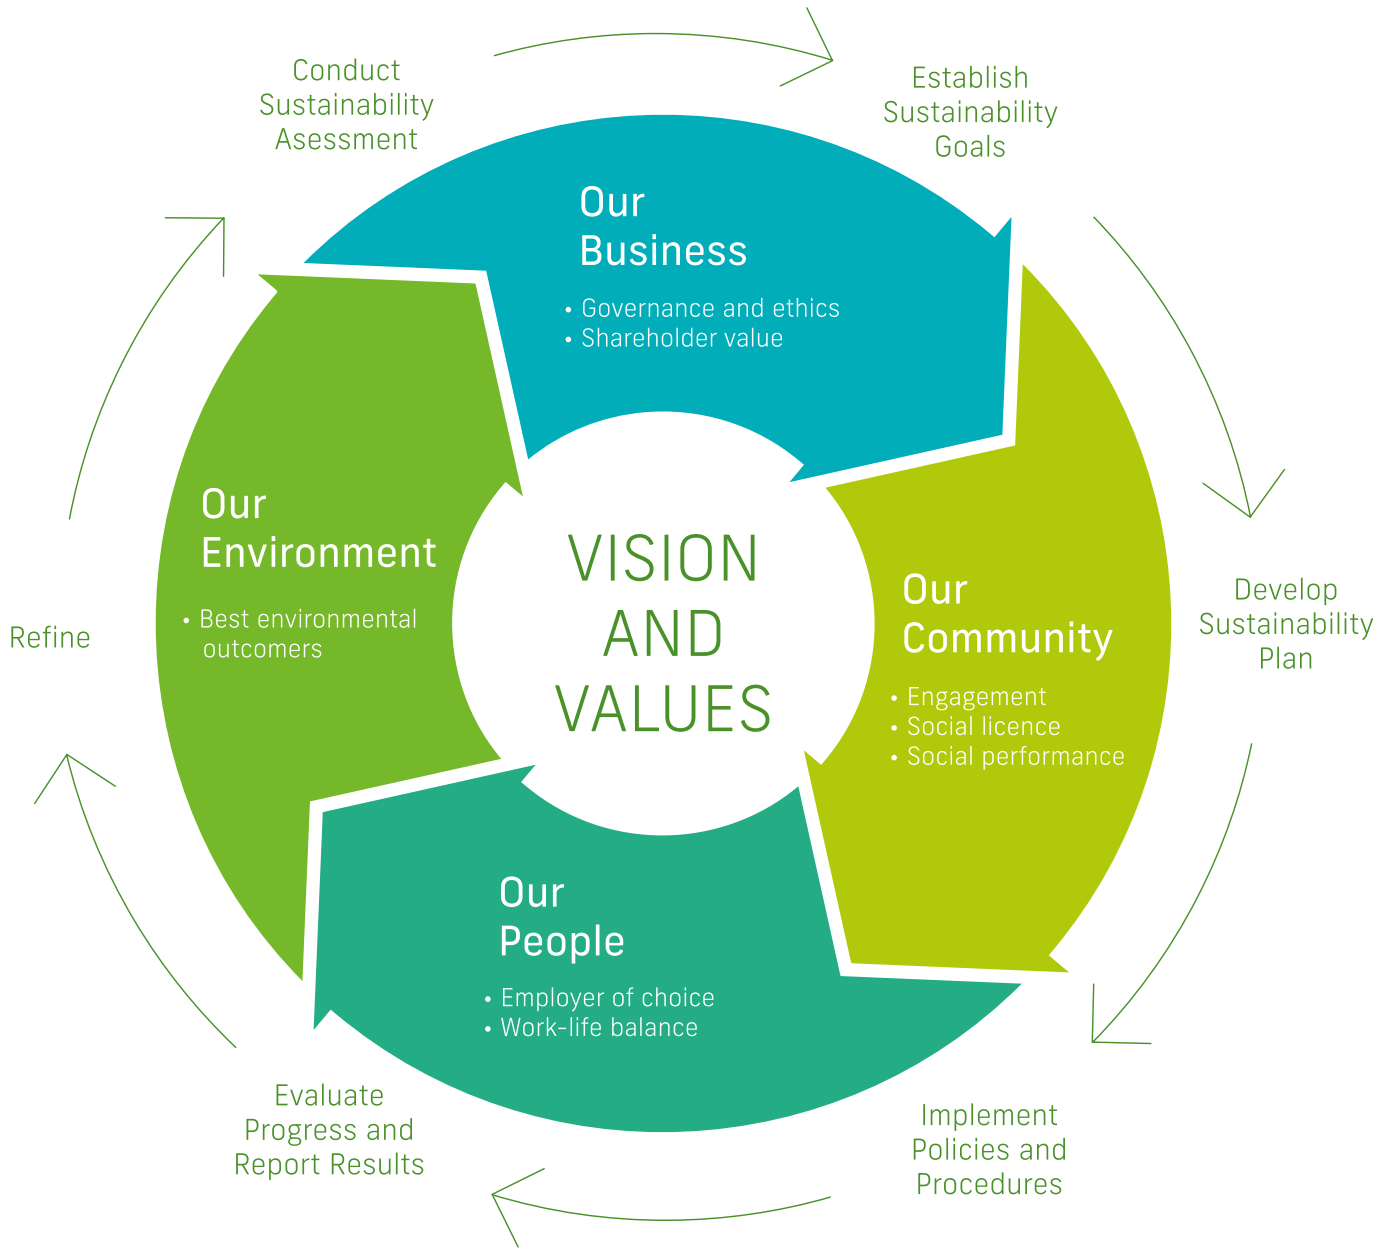 Conduct
Sustainability
Asessment
Establish
Sustainability
Goals
Our
Business
• Governance and ethics
• Shareholder value
Our
Environment
• Best environmental
outcomers
VISION
AND
VALUES
Our
Community
• Engagement
• Social licence
• Social performance
Develop
Sustainability
Plan
Refine
Our
People
• Employer of choice
• Work-life balance
Evaluate
Progress and
Report Results
Implement
Policies and
Procedures